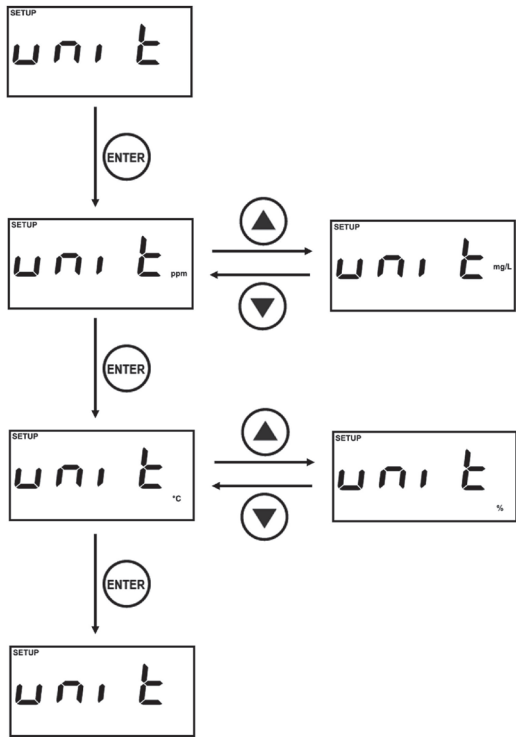 SETUP
unit
ENTER
SETUP
unit ppm
SETUP
unit mg/L
ENTER
SETUP
unit °C
SETUP
unit %
ENTER
SETUP
unit